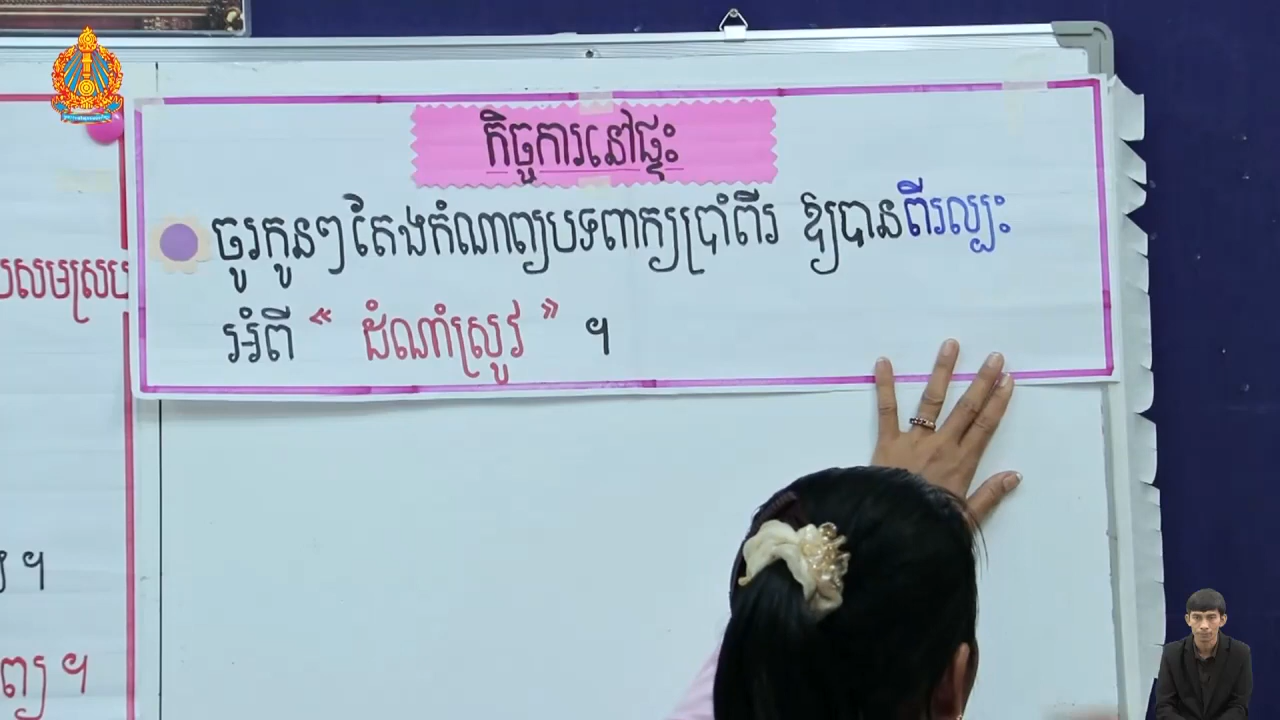 កិច្ចការនៅផ្ទះ
ចូរកូនៗតែងកំណាព្យបទពាក្យប្រាំពីរ ឱ្យបានពីរល្បះ
អំពី “ ដំណាំស្រូវ ” ។